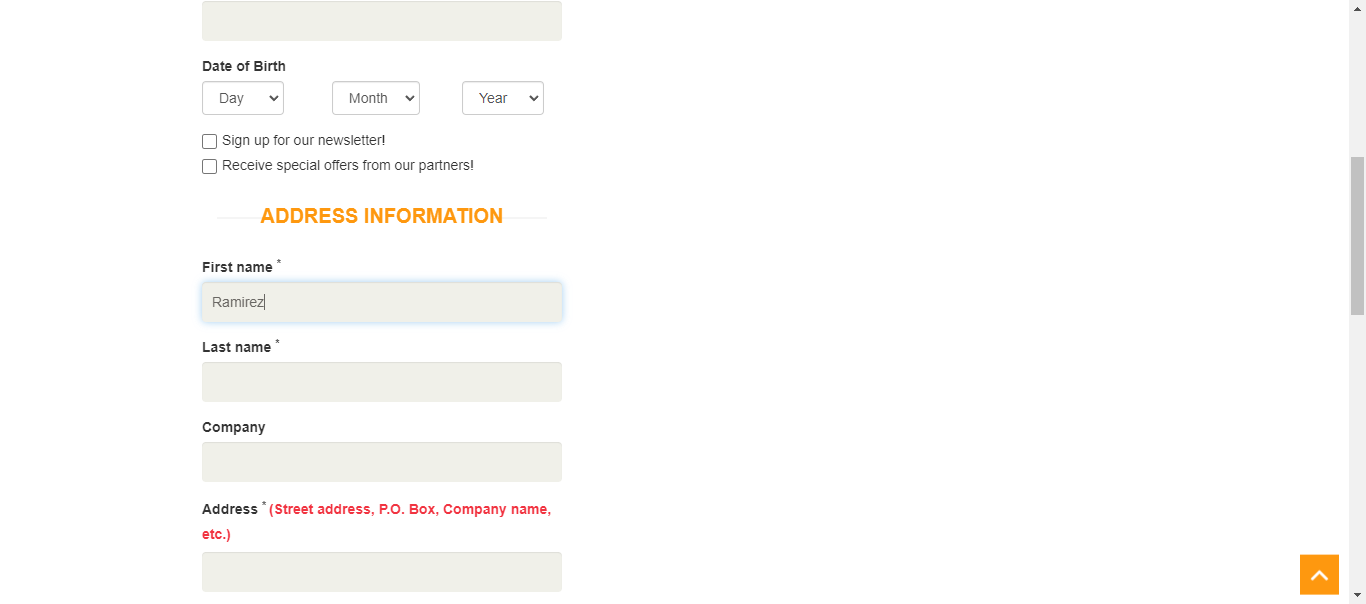 Date of Birth
Day Month Year
Sign up for our newsletter!
Receive special offers from our partners!
ADDRESS INFORMATION
First name *
Ramirez
Last name *
Company
Address * (Street address, P.O. Box, Company name,
etc.)